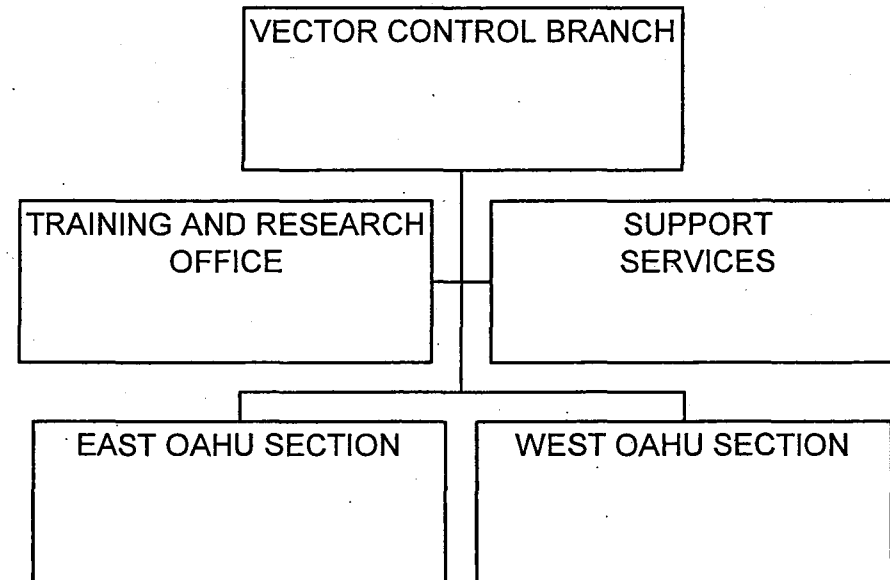 VECTOR CONTROL BRANCH
TRAINING AND RESEARCH
OFFICE
SUPPORT
SERVICES
EAST OAHU SECTION
WEST OAHU SECTION